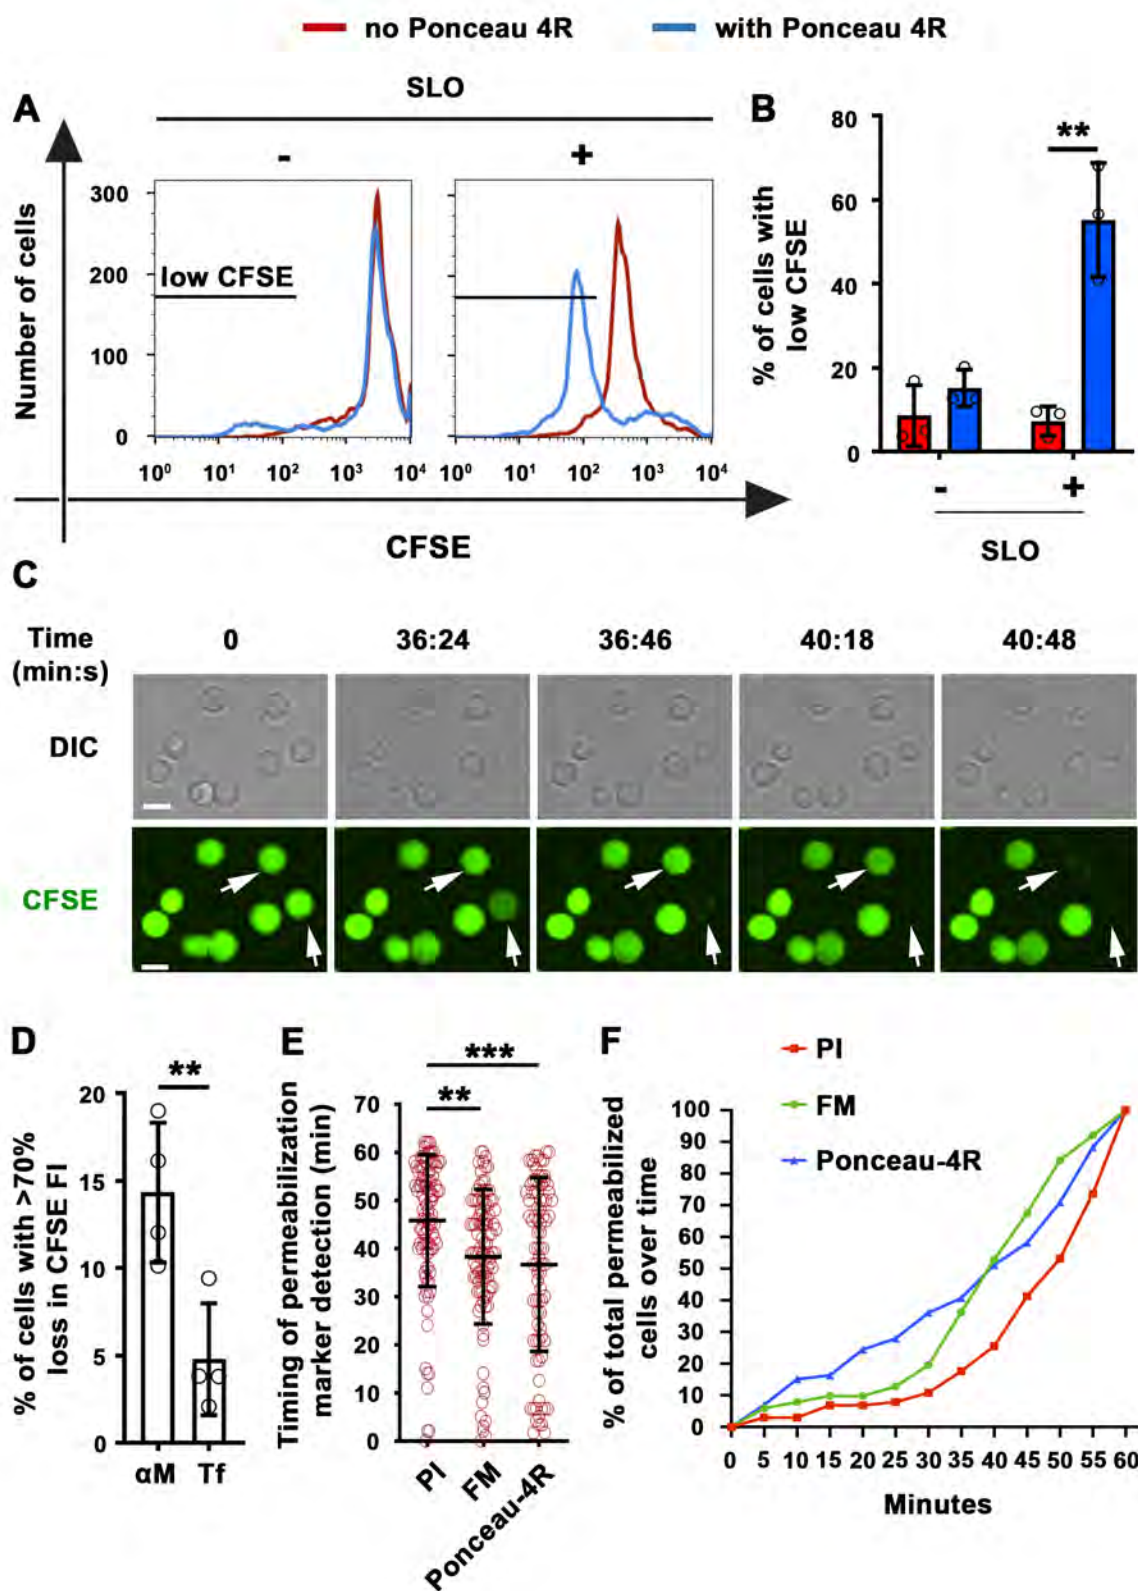 no Ponceau 4R
with Ponceau 4R
A
SLO
-
+
Number of cells
300
200
100
0
low CFSE
10⁰ 10¹ 10² 10³ 10⁴
10⁰ 10¹ 10² 10³ 10⁴
CFSE
B
% of cells with
low CFSE
80
60
40
20
0
**
-
+
SLO
C
Time
(min:s)
0
36:24
36:46
40:18
40:48
DIC
CFSE
D
% of cells with >70%
loss in CFSE FI
20
15
10
5
0
**
αM Tf
E
Timing of permeabilization
marker detection (min)
70
60
50
40
30
20
10
0
***
**
PI
FM
Ponceau-4R
F
PI
FM
Ponceau-4R
% of total permeabilized
cells over time
100
90
80
70
60
50
40
30
20
10
0
0 5 10 15 20 25 30 35 40 45 50 55 60
Minutes